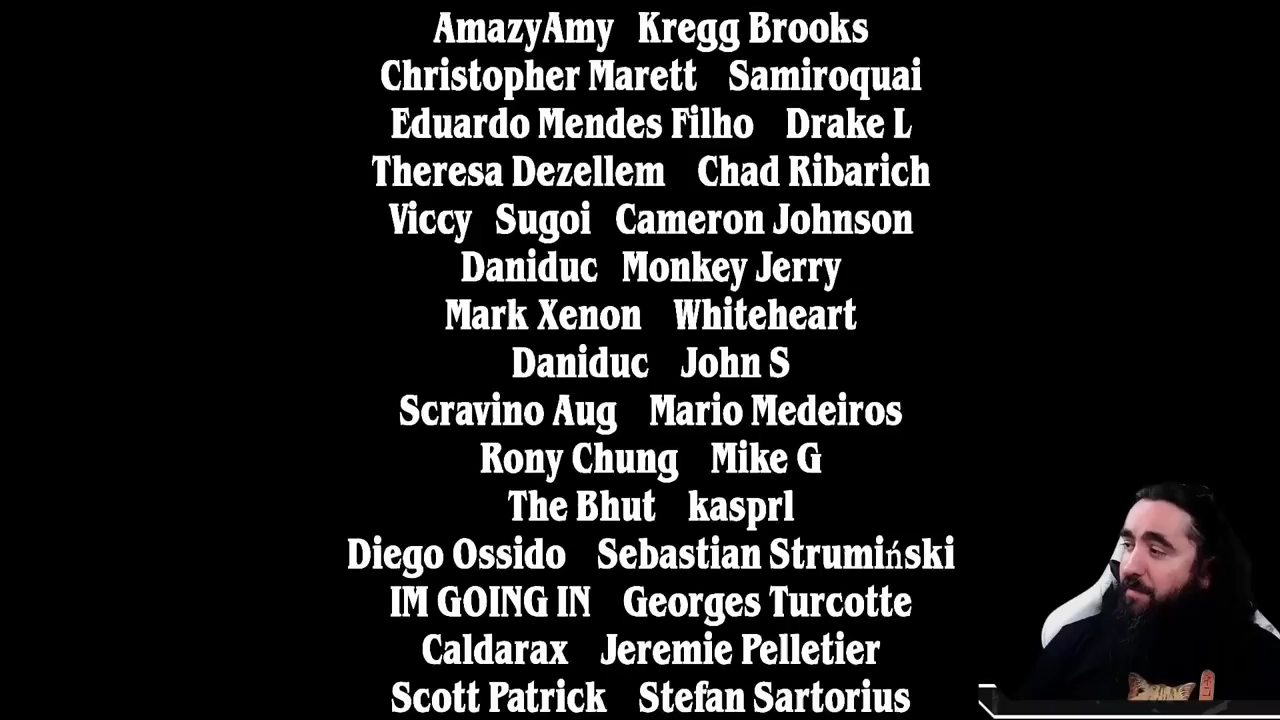 AmazyAmy Kregg Brooks
Christopher Marett Samiroquai
Eduardo Mendes Filho Drake L
Theresa Dezellem Chad Ribarich
Viccy Sugoi Cameron Johnson
Daniduc Monkey Jerry
Mark Xenon Whiteheart
Daniduc John S
Scravino Aug Mario Medeiros
Rony Chung Mike G
The Bhut kasprl
Diego Ossido Sebastian Strumiński
IM GOING IN Georges Turcotte
Caldarax Jeremie Pelletier
Scott Patrick Stefan Sartorius